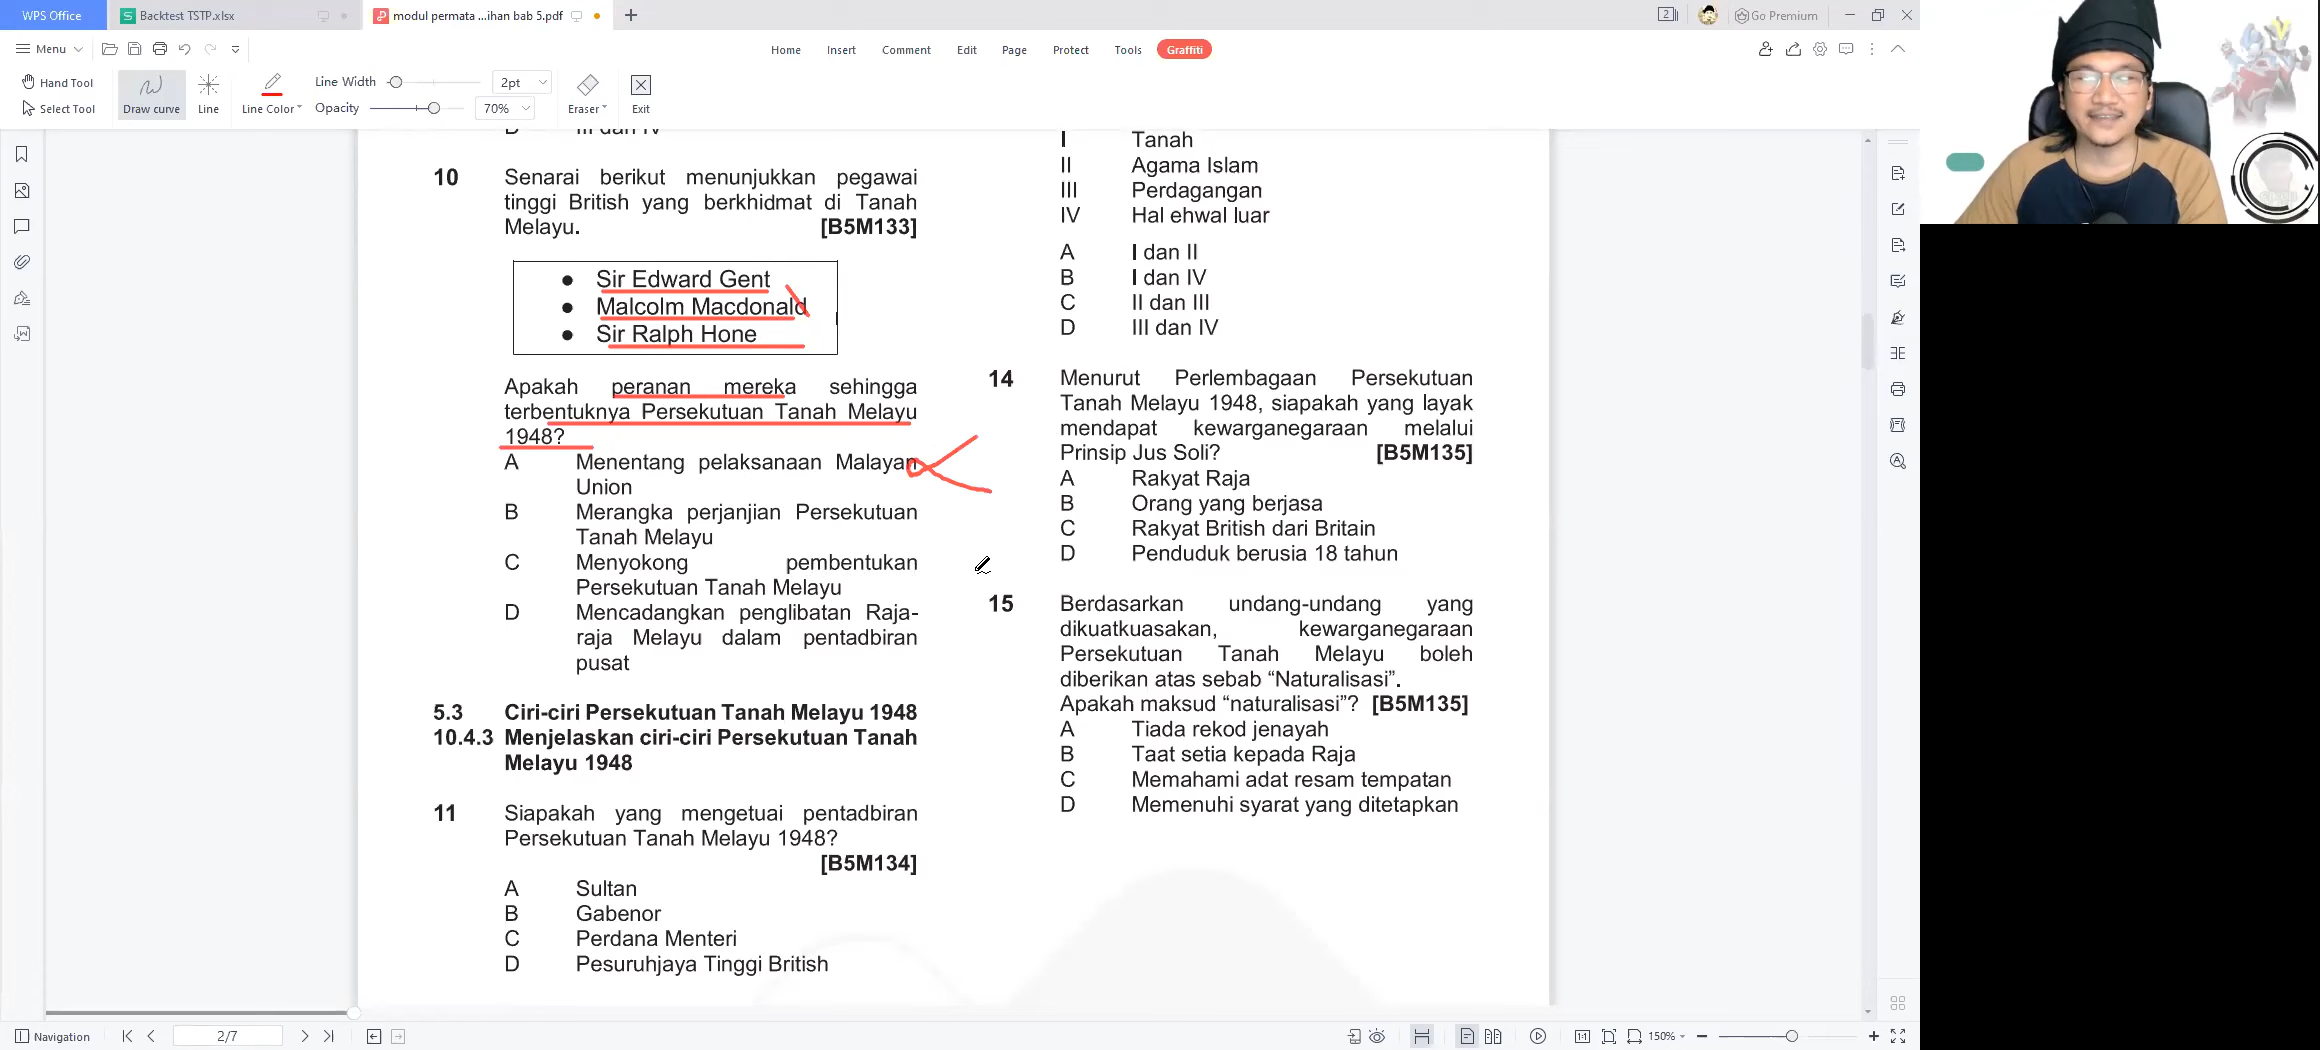 WPS Office
Backtest TSTP.xlsx
modul permata ...ihan bab 5.pdf
2
Go Premium
Menu
Home Insert Comment Edit Page Protect Tools Graffiti
Hand Tool
Select Tool
Draw curve
Line
Line Color
Line Width
2pt
Opacity
70%
Eraser
Exit
D III dan IV
10 Senarai berikut menunjukkan pegawai
tinggi British yang berkhidmat di Tanah
Melayu. [B5M133]
● Sir Edward Gent
● Malcolm Macdonald
● Sir Ralph Hone
Apakah peranan mereka sehingga
terbentuknya Persekutuan Tanah Melayu
1948?
A Menentang pelaksanaan Malayan
Union
B Merangka perjanjian Persekutuan
Tanah Melayu
C Menyokong pembentukan
Persekutuan Tanah Melayu
D Mencadangkan penglibatan Raja-
raja Melayu dalam pentadbiran
pusat
5.3 Ciri-ciri Persekutuan Tanah Melayu 1948
10.4.3 Menjelaskan ciri-ciri Persekutuan Tanah
Melayu 1948
11 Siapakah yang mengetuai pentadbiran
Persekutuan Tanah Melayu 1948?
[B5M134]
A Sultan
B Gabenor
C Perdana Menteri
D Pesuruhjaya Tinggi British
I Tanah
II Agama Islam
III Perdagangan
IV Hal ehwal luar
A I dan II
B I dan IV
C II dan III
D III dan IV
14 Menurut Perlembagaan Persekutuan
Tanah Melayu 1948, siapakah yang layak
mendapat kewarganegaraan melalui
Prinsip Jus Soli? [B5M135]
A Rakyat Raja
B Orang yang berjasa
C Rakyat British dari Britain
D Penduduk berusia 18 tahun
15 Berdasarkan undang-undang yang
dikuatkuasakan, kewarganegaraan
Persekutuan Tanah Melayu boleh
diberikan atas sebab “Naturalisasi”.
Apakah maksud “naturalisasi”? [B5M135]
A Tiada rekod jenayah
B Taat setia kepada Raja
C Memahami adat resam tempatan
D Memenuhi syarat yang ditetapkan
Navigation
2/7
1:1
150%